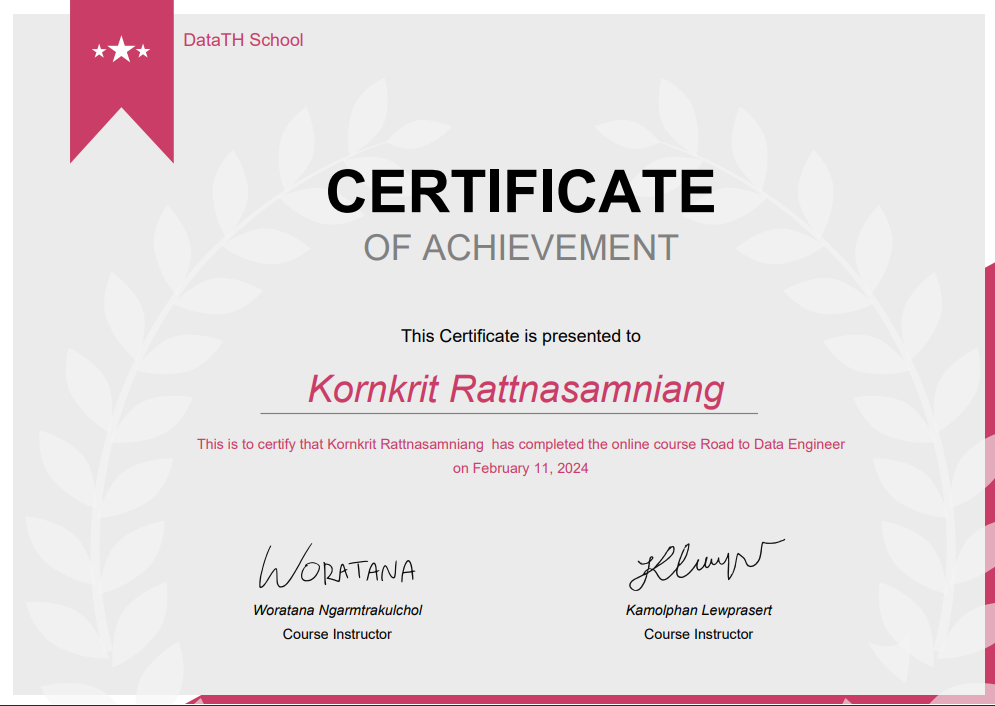 DataTH School
CERTIFICATE
OF ACHIEVEMENT
This Certificate is presented to
Kornkrit Rattnasamniang
This is to certify that Kornkrit Rattnasamniang has completed the online course Road to Data Engineer
on February 11, 2024
WORATANA
Woratana Ngarmtrakulchol
Course Instructor
Kamolphan Lewprasert
Course Instructor